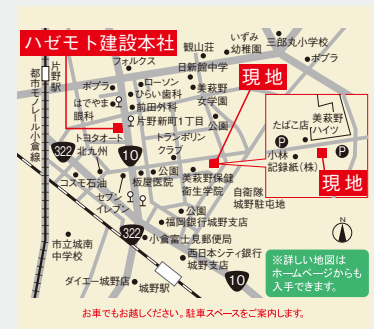 ハゼモト建設本社
片野駅
都市モノレール小倉線
フォルクス
観山荘
いずみ
幼稚園
三郎丸小学校
ポプラ
日新館中学
ポプラ
ローソン
ひらい歯科
はでやま
眼科
前田外科
美萩野
女学園
現地
片野新町1丁目
公園
トヨタオート
北九州
トランポリン
クラブ
322
10
たばこ店
美萩野
ハイツ
P
P
小林
記録紙(株)
現地
コスモ石油
板屋医院
公園
美萩野保健
衛生学院
セブン
イレブン
自衛隊
城野駐屯地
公園
福岡銀行城野支店
322
小倉富士見郵便局
市立城南
中学校
西日本シティ銀行
城野支店
N
ダイエー城野店
城野駅
10
※詳しい地図は
ホームページからも
入手できます。
お車でもお越しください。駐車スペースをご案内します。